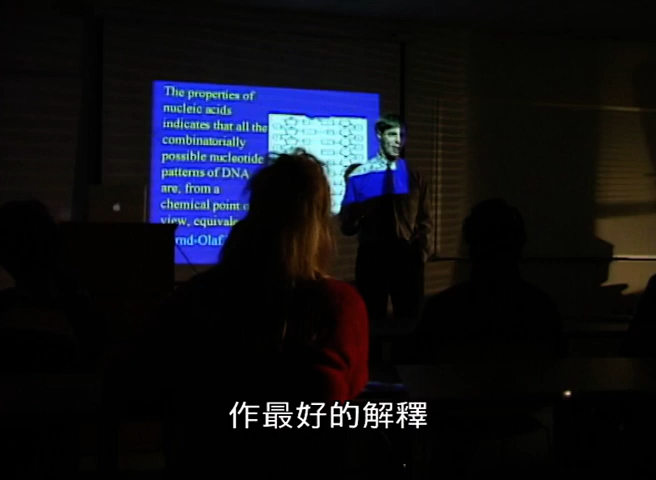 The properties of
nucleic acids
indicates that all the
combinatorially
possible nucleotide
patterns of DNA
are, from a
chemical point
view,
作最好的解釋